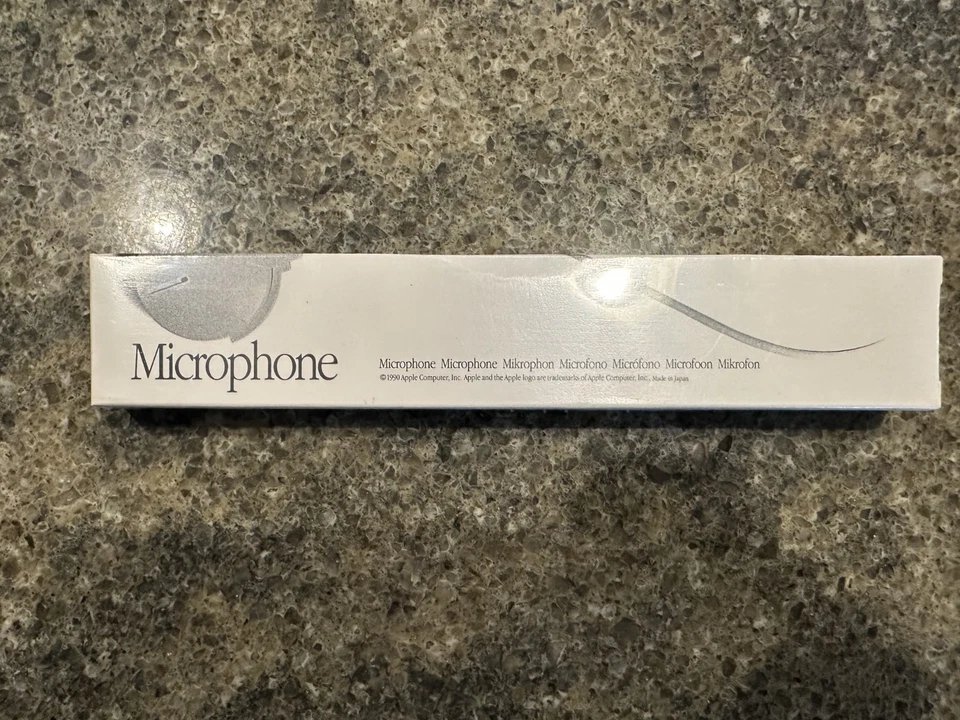 Microphone
Microphone Microphone Mikrophon Microfono Micrófono Microfoon Mikrofon
©1990 Apple Computer, Inc. Apple and the Apple logo are trademarks of Apple Computer, Inc., Made in Japan